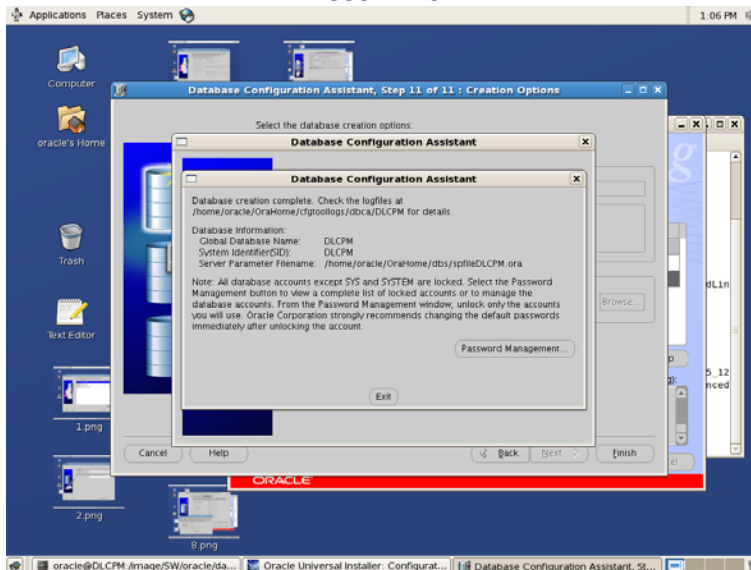 Applications Places System
1:06 PM
Computer
oracle's Home
Trash
Text Editor
1.png
2.png
8.png
Database Configuration Assistant, Step 11 of 11 : Creation Options
Select the database creation options:
Database Configuration Assistant
Database Configuration Assistant
Database creation complete. Check the logfiles at
/home/oracle/OraHome/cfgtoollogs/dbca/DLCPM for details.
Database Information:
Global Database Name: DLCPM
System Identifier(SID): DLCPM
Server Parameter Filename: /home/oracle/OraHome/dbs/spfileDLCPM.ora
Note: All database accounts except SYS and SYSTEM are locked. Select the Password
Management button to view a complete list of locked accounts or to manage the
database accounts. From the Password Management window, unlock only the accounts
you will use. Oracle Corporation strongly recommends changing the default passwords
immediately after unlocking the account.
Password Management...
Exit
Browse...
Cancel
Help
Back
Next
Finish
ORACLE
oracle@DLCPM:/image/SW/oracle/da...
Oracle Universal Installer: Configurat...
Database Configuration Assistant, St...